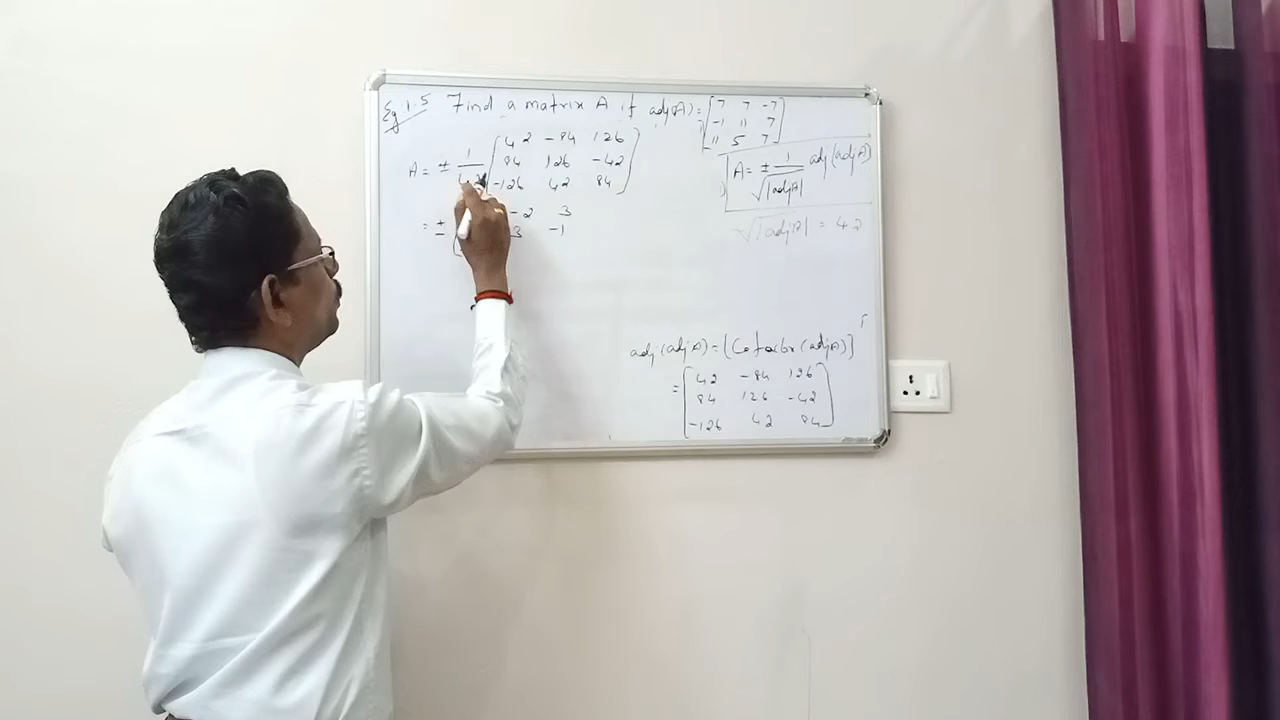 Eg 1.5 Find a matrix A if adj(A) = [7 7 -7
-1 11 7
11 5 7]
A = ± 1/42 [42 -84 126
84 126 -42
-126 42 84]
= ± [ -2 3
3 -1
A = ± 1/√|adjA| adj(adjA)
√|adjA| = 42
adj(adjA) = [Cofactor(adjA)]ᵀ
= [42 -84 126
84 126 -42
-126 42 84]